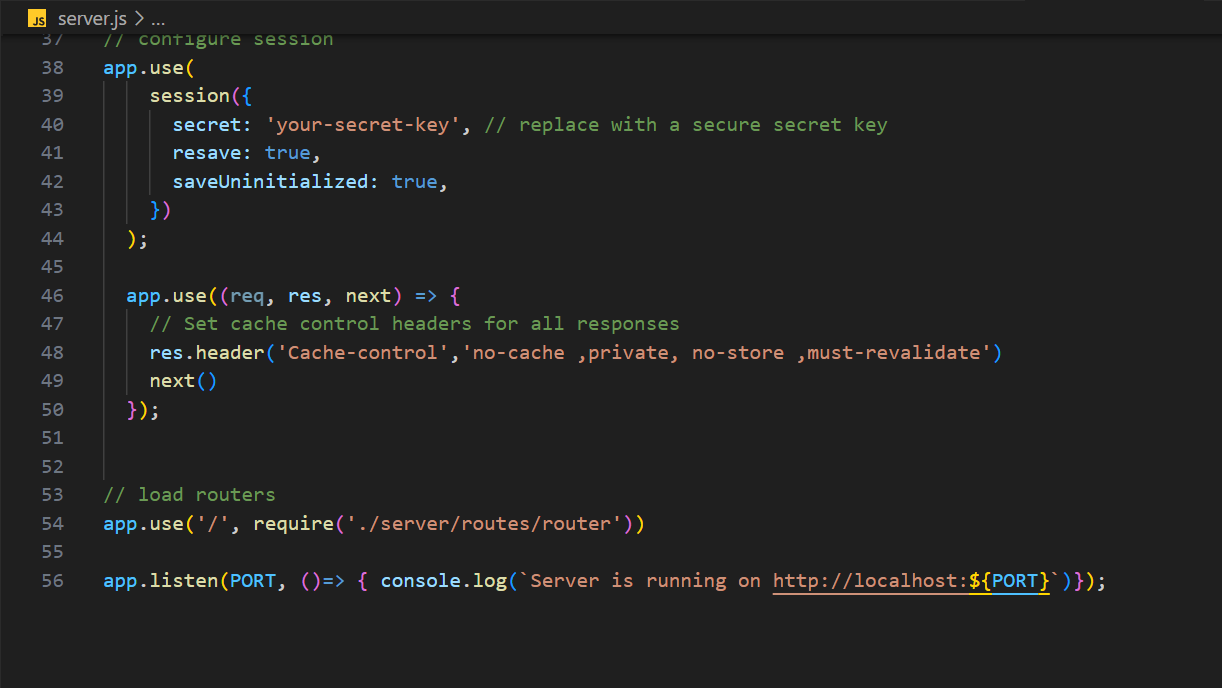 JS server.js > ...
37 // configure session
38 app.use(
39 session({
40 secret: 'your-secret-key', // replace with a secure secret key
41 resave: true,
42 saveUninitialized: true,
43 })
44 );
45
46 app.use((req, res, next) => {
47 // Set cache control headers for all responses
48 res.header('Cache-control','no-cache ,private, no-store ,must-revalidate')
49 next()
50 });
51
52
53 // load routers
54 app.use('/', require('./server/routes/router'))
55
56 app.listen(PORT, ()=> { console.log(`Server is running on http://localhost:${PORT}`)});